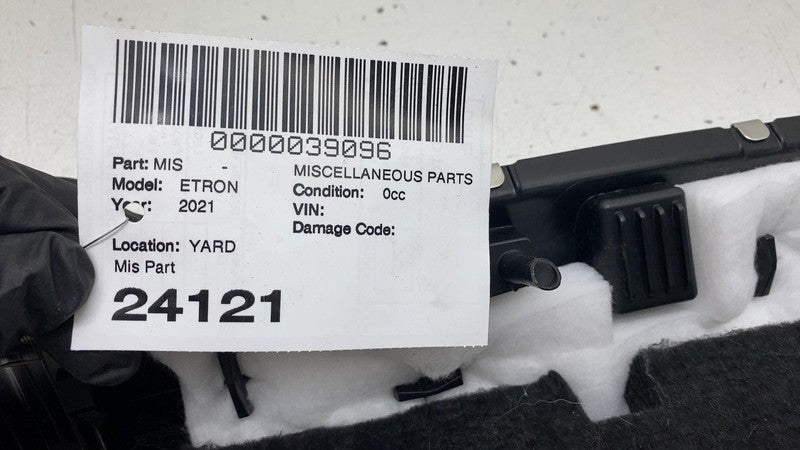 0000039096
Part: MIS - MISCELLANEOUS PARTS
Model: ETRON Condition: 0cc
Year: 2021 VIN:
Damage Code:
Location: YARD
Mis Part
24121